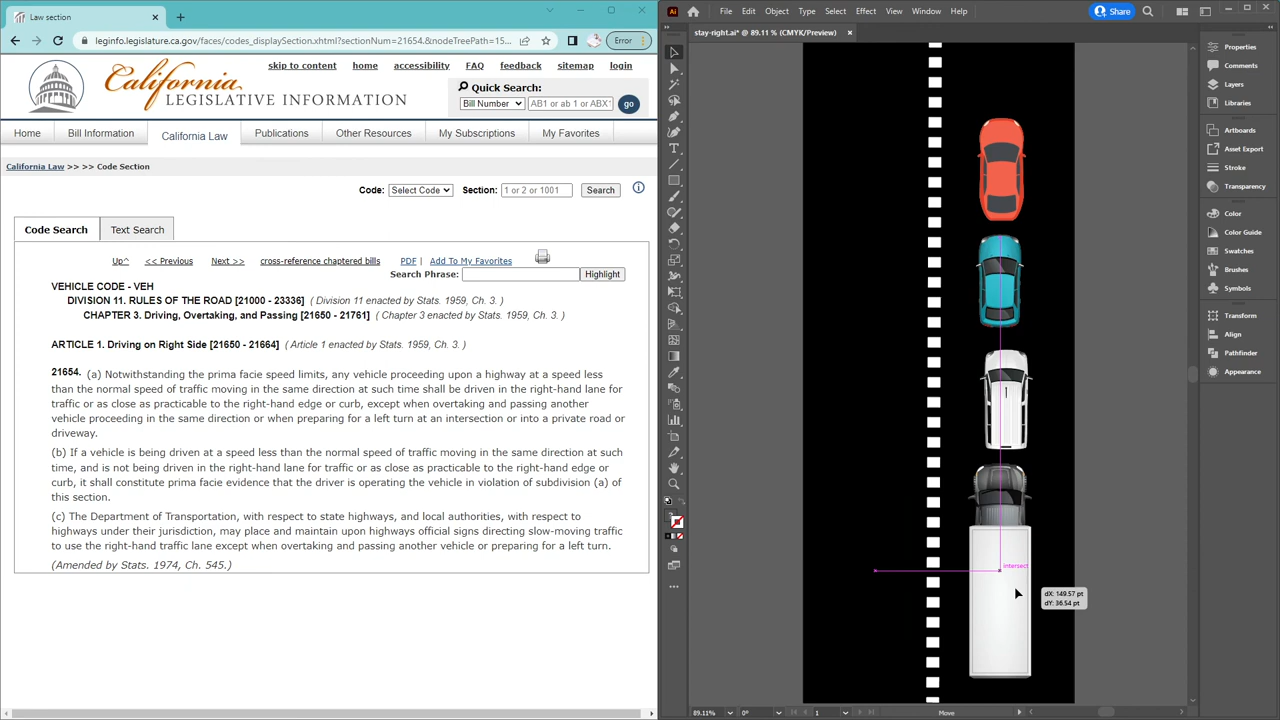 Law section
leginfo.legislature.ca.gov/faces/codes_displaySection.xhtml?sectionNum=21654.&nodeTreePath=15...
Error
skip to content home accessibility FAQ feedback sitemap login
California
LEGISLATIVE INFORMATION
Quick Search:
Bill Number AB1 or ab 1 or ABX1 go
Home Bill Information California Law Publications Other Resources My Subscriptions My Favorites
California Law >> >> Code Section
Code: Select Code Section: 1 or 2 or 1001 Search
Code Search Text Search
Up^ << Previous Next >> cross-reference chaptered bills PDF Add To My Favorites
Search Phrase: Highlight
VEHICLE CODE - VEH
DIVISION 11. RULES OF THE ROAD [21000 - 23336] ( Division 11 enacted by Stats. 1959, Ch. 3. )
CHAPTER 3. Driving, Overtaking, and Passing [21650 - 21761] ( Chapter 3 enacted by Stats. 1959, Ch. 3. )
ARTICLE 1. Driving on Right Side [21650 - 21664] ( Article 1 enacted by Stats. 1959, Ch. 3. )
21654. (a) Notwithstanding the prima facie speed limits, any vehicle proceeding upon a highway at a speed less
than the normal speed of traffic moving in the same direction at such time shall be driven in the right-hand lane for
traffic or as close as practicable to the right-hand edge or curb, except when overtaking and passing another
vehicle proceeding in the same direction or when preparing for a left turn at an intersection or into a private road or
driveway.
(b) If a vehicle is being driven at a speed less than the normal speed of traffic moving in the same direction at such
time, and is not being driven in the right-hand lane for traffic or as close as practicable to the right-hand edge or
curb, it shall constitute prima facie evidence that the driver is operating the vehicle in violation of subdivision (a) of
this section.
(c) The Department of Transportation, with respect to state highways, and local authorities, with respect to
highways under their jurisdiction, may place and maintain upon highways official signs directing slow-moving traffic
to use the right-hand traffic lane except when overtaking and passing another vehicle or preparing for a left turn.
(Amended by Stats. 1974, Ch. 545.)
Ai File Edit Object Type Select Effect View Window Help Share
stay-right.ai* @ 89.11 % (CMYK/Preview)
intersect
dX: 149.57 pt
dY: 36.54 pt
Properties
Comments
Layers
Libraries
Artboards
Asset Export
Stroke
Transparency
Color
Color Guide
Swatches
Brushes
Symbols
Transform
Align
Pathfinder
Appearance
89.11% 0° 1 Move